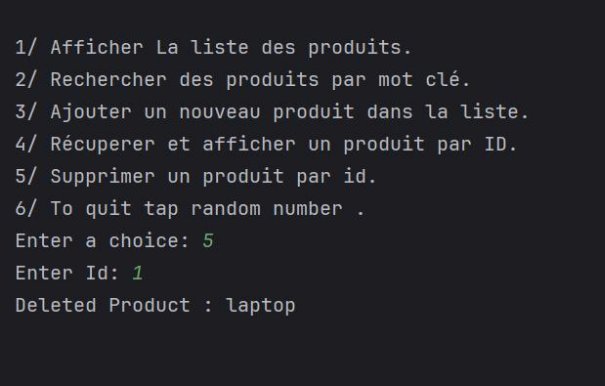 1/ Afficher La liste des produits.
2/ Rechercher des produits par mot clé.
3/ Ajouter un nouveau produit dans la liste.
4/ Récuperer et afficher un produit par ID.
5/ Supprimer un produit par id.
6/ To quit tap random number .
Enter a choice: 5
Enter Id: 1
Deleted Product : laptop